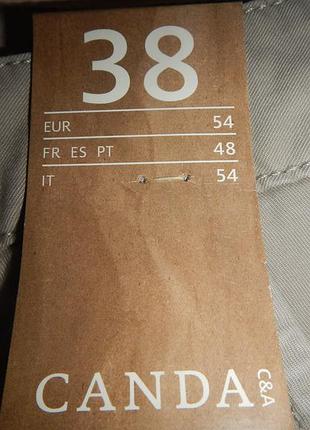 38
EUR 54
FR ES PT 48
IT 54
CANDA C&A